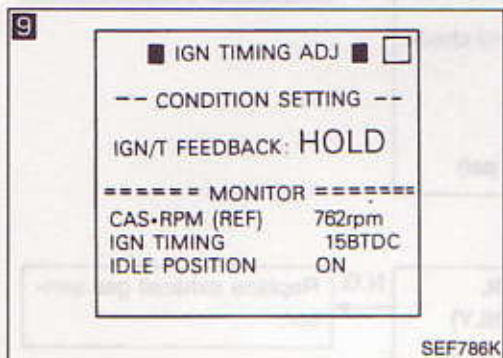 9
■ IGN TIMING ADJ ■ □
-- CONDITION SETTING --
IGN/T FEEDBACK: HOLD
====== MONITOR =======
CAS•RPM (REF) 762rpm
IGN TIMING 15BTDC
IDLE POSITION ON
SEF786K